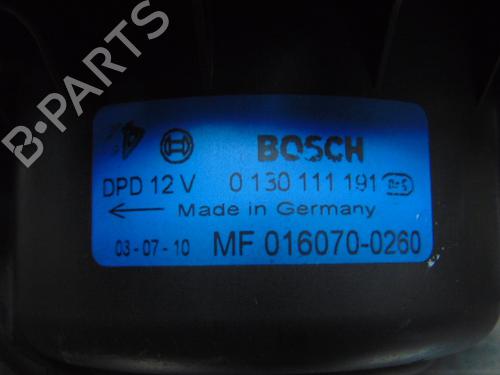 B-PARTS
BOSCH
DPD 12 V 0 130 111 191
Made in Germany
03-07-10 MF 016070-0260